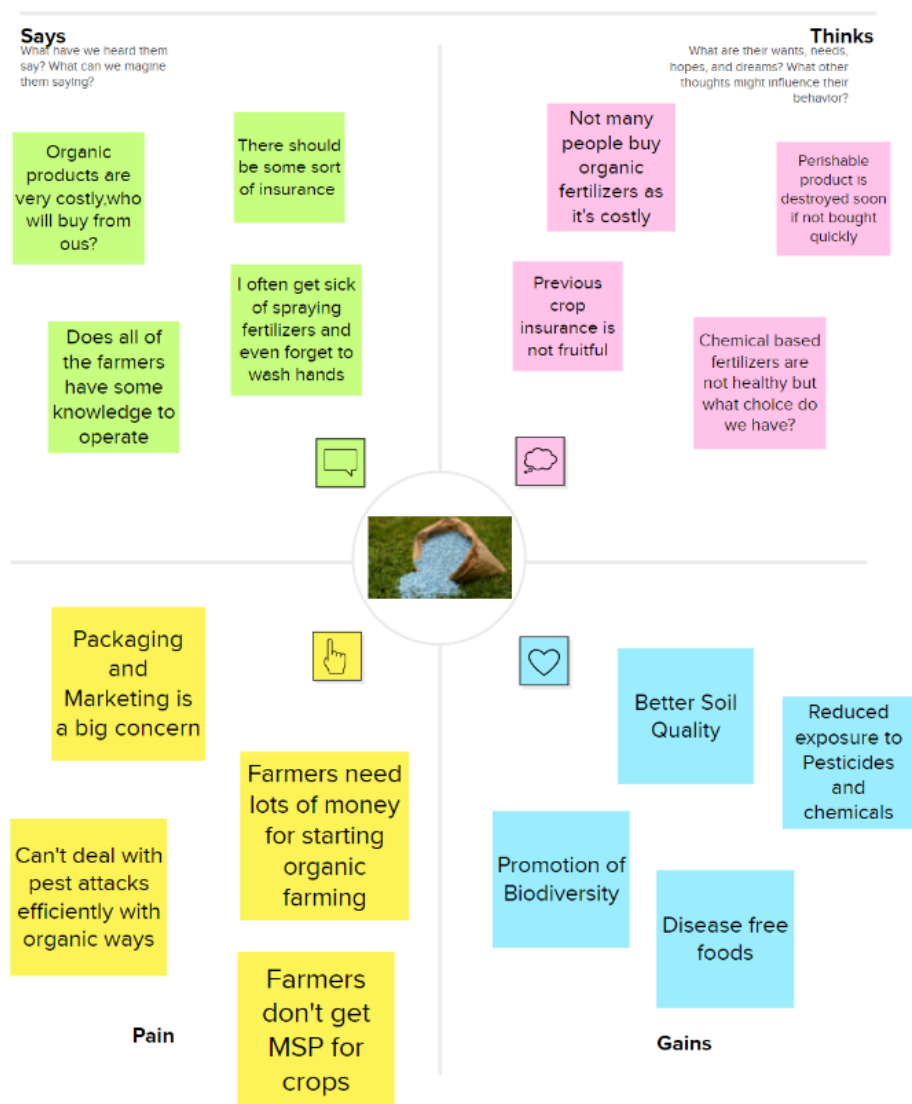 Says
What have we heard them
say? What can we magine
them saying?
Thinks
What are their wants, needs,
hopes, and dreams? What other
thoughts might influence their
behavior?
Organic
products are
very costly,who
will buy from
ous?
There should
be some sort
of insurance
Does all of
the farmers
have some
knowledge to
operate
I often get sick
of spraying
fertilizers and
even forget to
wash hands
Not many
people buy
organic
fertilizers as
it's costly
Perishable
product is
destroyed soon
if not bought
quickly
Previous
crop
insurance is
not fruitful
Chemical based
fertilizers are
not healthy but
what choice do
we have?
Packaging
and
Marketing is
a big concern
Farmers need
lots of money
for starting
organic
farming
Can't deal with
pest attacks
efficiently with
organic ways
Farmers
don't get
MSP for
crops
Pain
Better Soil
Quality
Reduced
exposure to
Pesticides
and
chemicals
Promotion of
Biodiversity
Disease free
foods
Gains